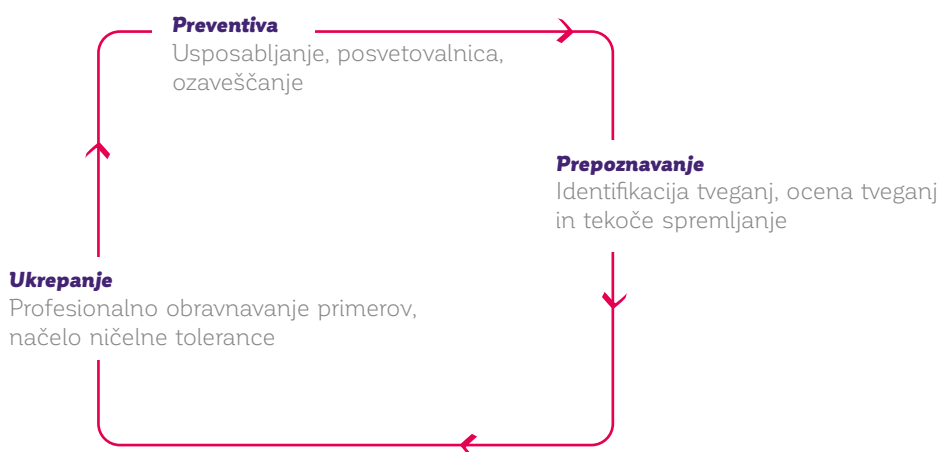 Preventiva
Usposabljanje, posvetovalnica,
ozaveščanje
Prepoznavanje
Identifikacija tveganj, ocena tveganj
in tekoče spremljanje
Ukrepanje
Profesionalno obravnavanje primerov,
načelo ničelne tolerance